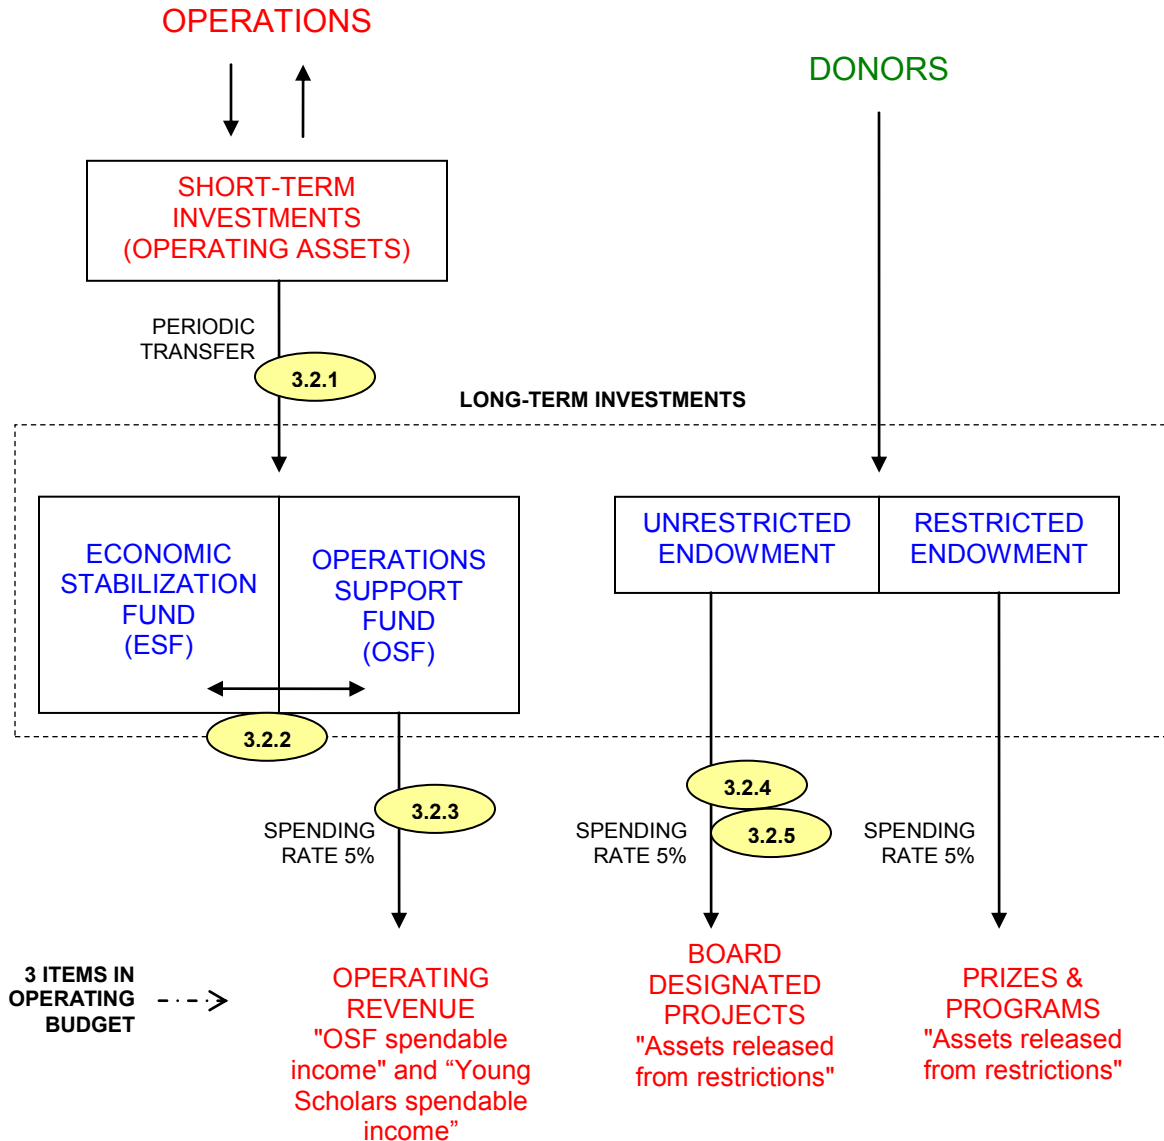 OPERATIONS
DONORS
SHORT-TERM
INVESTMENTS
(OPERATING ASSETS)
PERIODIC
TRANSFER
3.2.1
LONG-TERM INVESTMENTS
ECONOMIC
STABILIZATION
FUND
(ESF)
OPERATIONS
SUPPORT
FUND
(OSF)
UNRESTRICTED
ENDOWMENT
RESTRICTED
ENDOWMENT
3.2.2
3.2.3
SPENDING
RATE 5%
3.2.4
3.2.5
SPENDING
RATE 5%
SPENDING
RATE 5%
3 ITEMS IN
OPERATING
BUDGET
OPERATING
REVENUE
"OSF spendable
income" and “Young
Scholars spendable
income”
BOARD
DESIGNATED
PROJECTS
"Assets released
from restrictions"
PRIZES &
PROGRAMS
"Assets released
from restrictions"